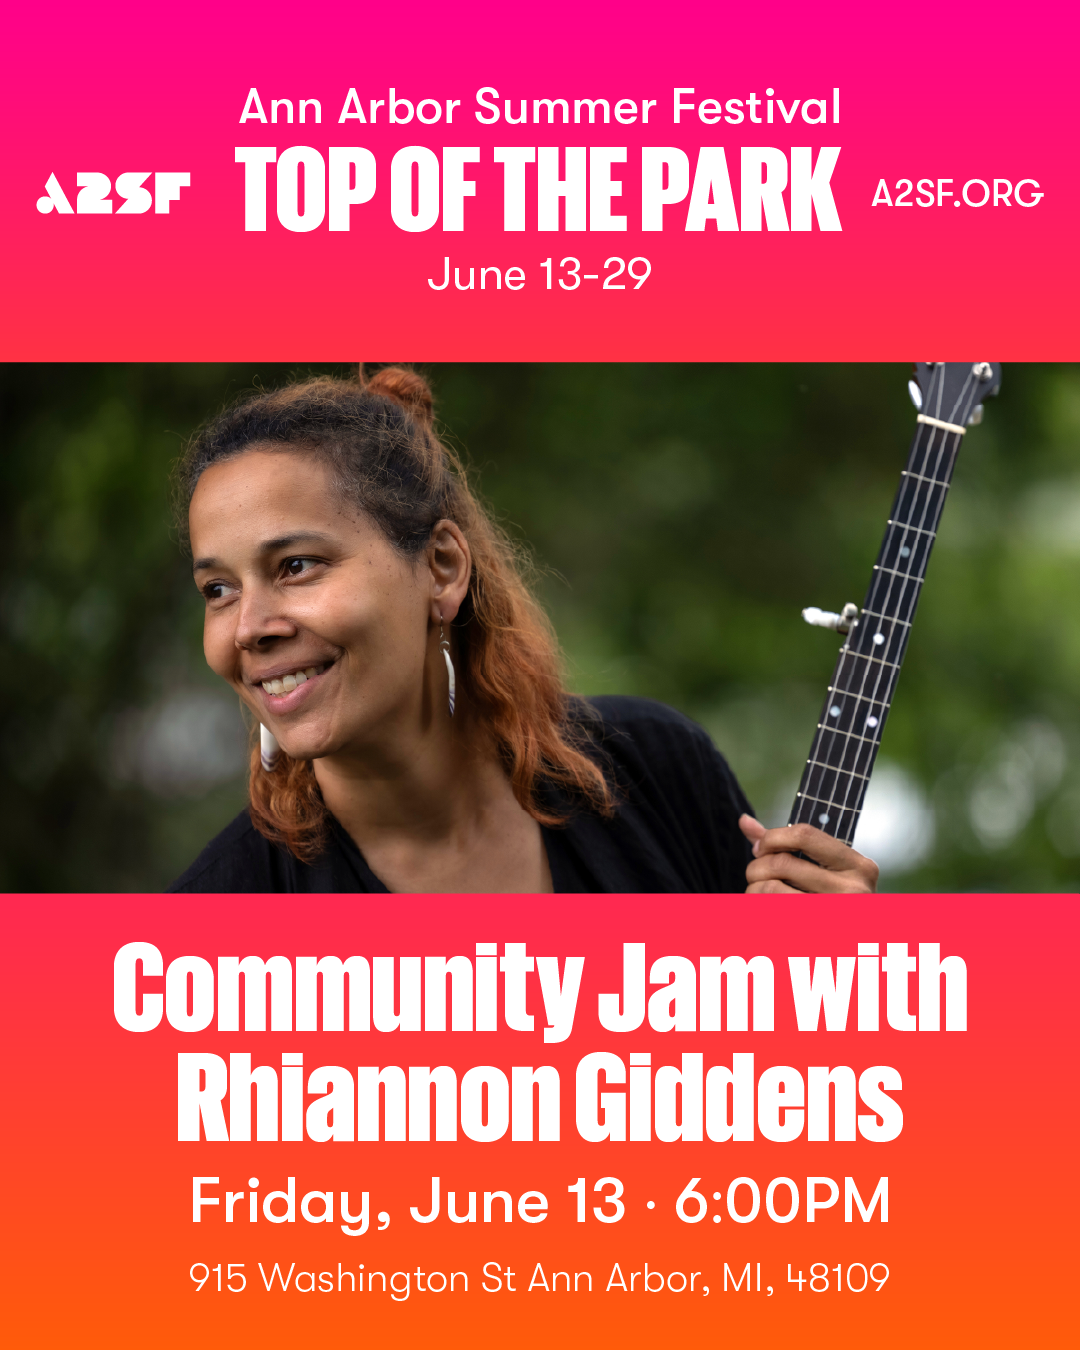 Ann Arbor Summer Festival
A2SF
TOP OF THE PARK
A2SF.ORG
June 13-29
Community Jam with
Rhiannon Giddens
Friday, June 13 · 6:00PM
915 Washington St Ann Arbor, MI, 48109